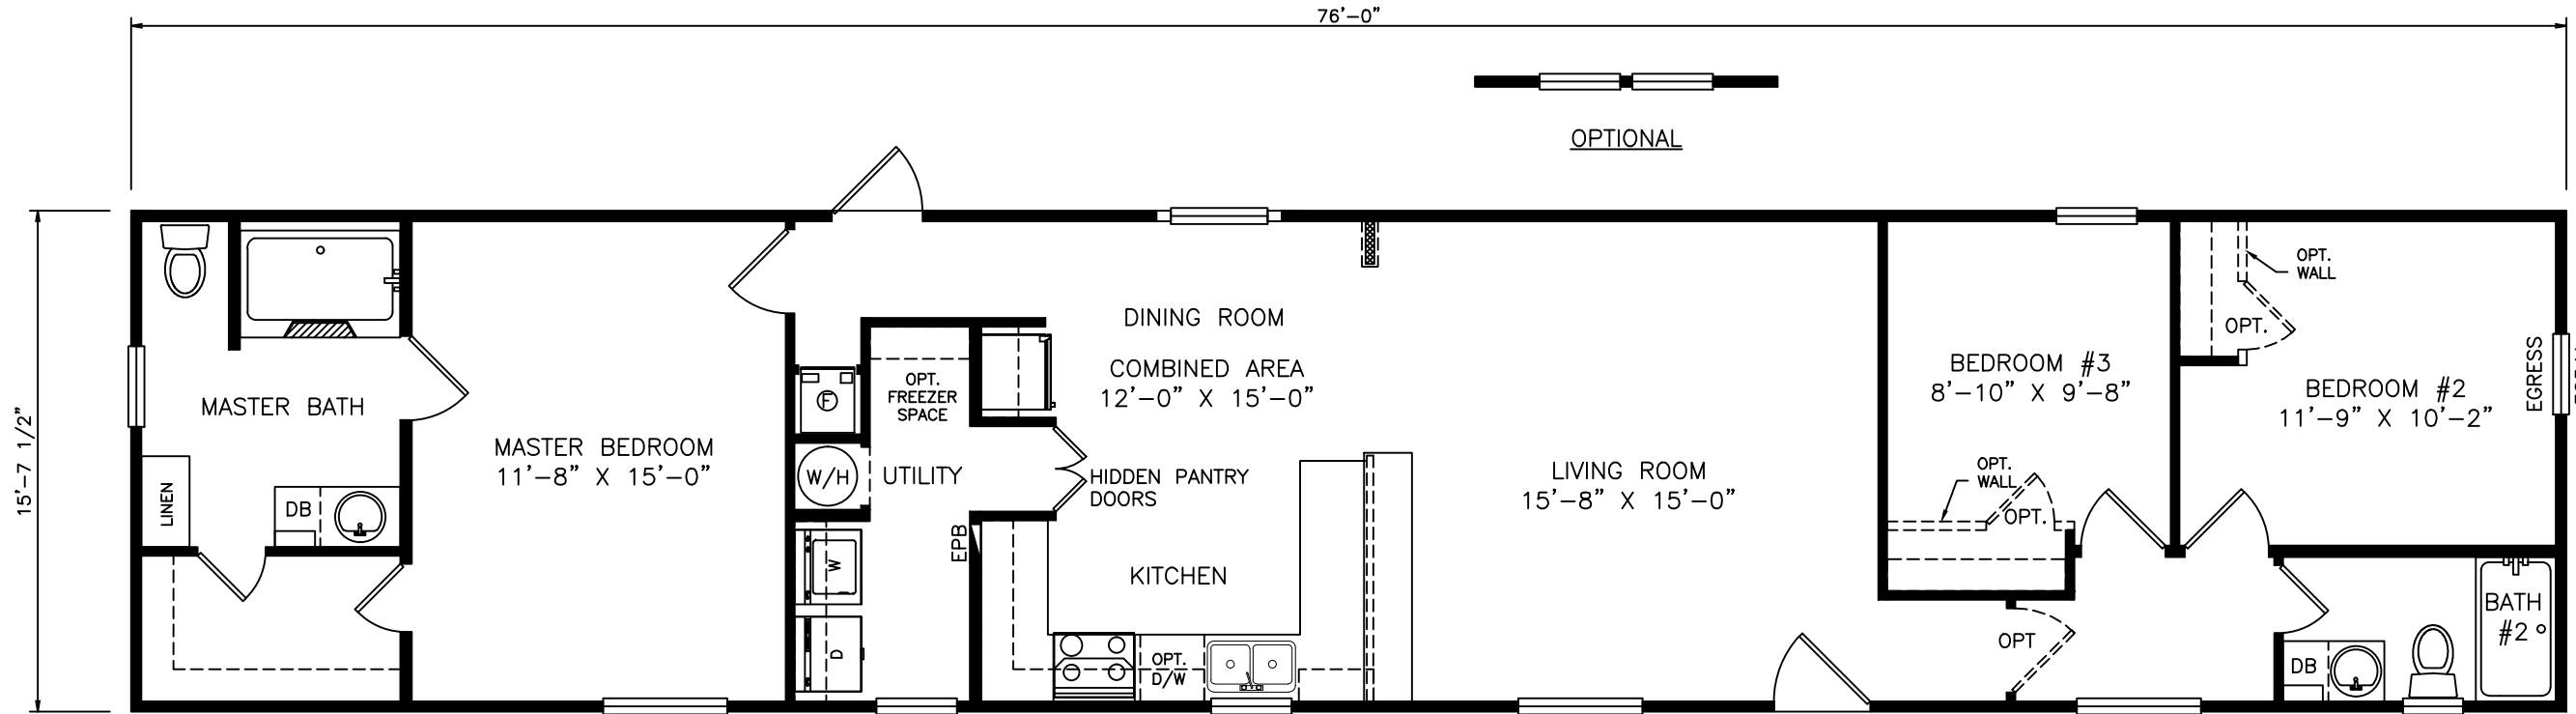 76'-0"
OPTIONAL
15'-7 1/2"
MASTER BATH
LINEN
DB
MASTER BEDROOM
11'-8" X 15'-0"
F
W/H
OPT.
FREEZER
SPACE
UTILITY
W
D
EPB
DINING ROOM
COMBINED AREA
12'-0" X 15'-0"
HIDDEN PANTRY
DOORS
KITCHEN
OPT.
D/W
LIVING ROOM
15'-8" X 15'-0"
BEDROOM #3
8'-10" X 9'-8"
OPT.
WALL
OPT.
OPT
OPT.
WALL
OPT.
BEDROOM #2
11'-9" X 10'-2"
EGRESS
BATH
#2
DB